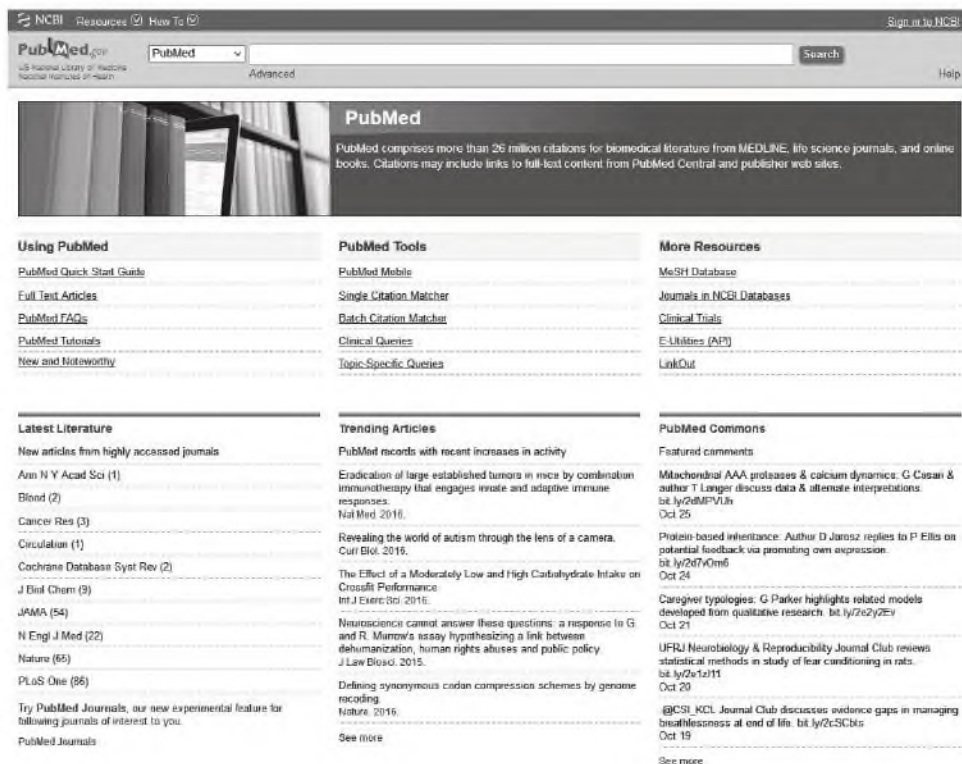 NCBI Resources How To Sign in to NCBI
PubMed.gov
US National Library of Medicine
National Institutes of Health
PubMed
Search
Advanced
Help
PubMed
PubMed comprises more than 26 million citations for biomedical literature from MEDLINE, life science journals, and online
books. Citations may include links to full-text content from PubMed Central and publisher web sites.
Using PubMed
PubMed Quick Start Guide
Full Text Articles
PubMed FAQs
PubMed Tutorials
New and Noteworthy
PubMed Tools
PubMed Mobile
Single Citation Matcher
Batch Citation Matcher
Clinical Queries
Topic-Specific Queries
More Resources
MeSH Database
Journals in NCBI Databases
Clinical Trials
E-Utilities (API)
LinkOut
Latest Literature
New articles from highly accessed journals
Ann N Y Acad Sci (1)
Blood (2)
Cancer Res (3)
Circulation (1)
Cochrane Database Syst Rev (2)
J Biol Chem (9)
JAMA (54)
N Engl J Med (22)
Nature (65)
PLoS One (86)
Try PubMed Journals, our new experimental feature for
following journals of interest to you.
PubMed Journals
Trending Articles
PubMed records with recent increases in activity
Eradication of large established tumors in mice by combination
immunotherapy that engages innate and adaptive immune
responses.
Nat Med. 2016.
Revealing the world of autism through the lens of a camera.
Curr Biol. 2016.
The Effect of a Moderately Low and High Carbohydrate Intake on
Crossfit Performance
Int J Exerc Sci. 2016.
Neuroscience cannot answer these questions: a response to G
and R. Murrow's essay hypothesizing a link between
dehumanization, human rights abuses and public policy
J Law Biosci. 2015.
Defining synonymous codon compression schemes by genome
recoding.
Nature. 2016.
See more
PubMed Commons
Featured comments
Mitochondrial AAA proteases & calcium dynamics: G Casari &
author T Langer discuss data & alternate interpretations.
bit.ly/2dMPVUh
Oct 25
Protein-based inheritance: Author D Jarosz replies to P Ellis on
potential feedback via promoting own expression.
Oct 24
Caregiver typologies: G Parker highlights related models
developed from qualitative research. bit.ly/2e2y2Ev
Oct 21
UFRJ Neurobiology & Reproducibility Journal Club reviews
statistical methods in study of fear conditioning in rats.
Oct 20
.@CSI_KCL Journal Club discusses evidence gaps in managing
breathlessness at end of life. bit.ly/2cSCbts
Oct 19
See more